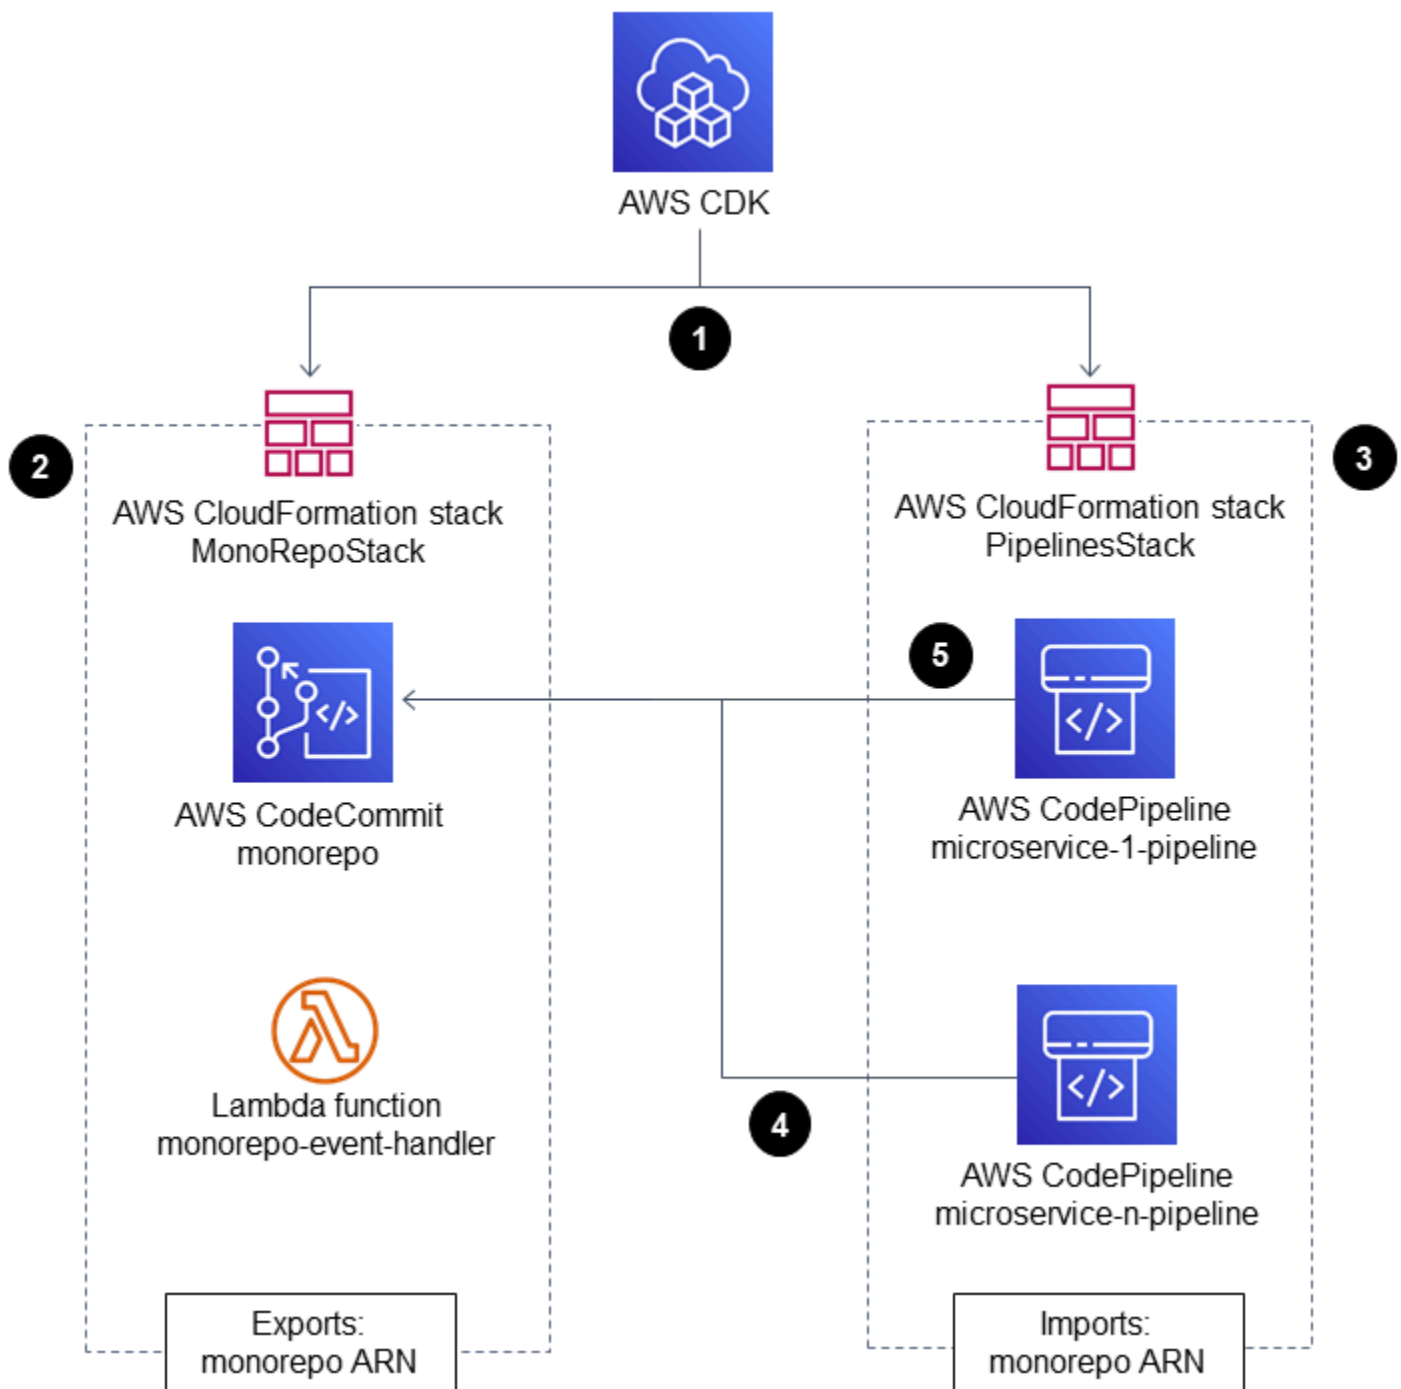 AWS CDK
1
2
AWS CloudFormation stack
MonoRepoStack
3
AWS CloudFormation stack
PipelinesStack
5
</>
AWS CodeCommit
monorepo
</>
AWS CodePipeline
microservice-1-pipeline
Lambda function
monorepo-event-handler
4
</>
AWS CodePipeline
microservice-n-pipeline
Exports:
monorepo ARN
Imports:
monorepo ARN